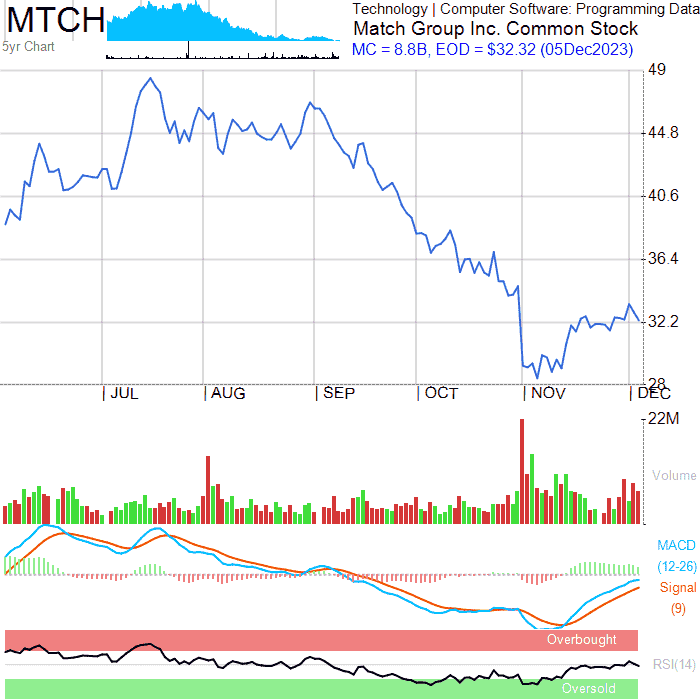 MTCH
5yr Chart
Technology | Computer Software: Programming Data
Match Group Inc. Common Stock
MC = 8.8B, EOD = $32.32 (05Dec2023)
49
44.8
40.6
36.4
32.2
28
| JUL | AUG | SEP | OCT | NOV | DEC
22M
Volume
MACD
(12-26)
Signal
(9)
Overbought
RSI(14)
Oversold